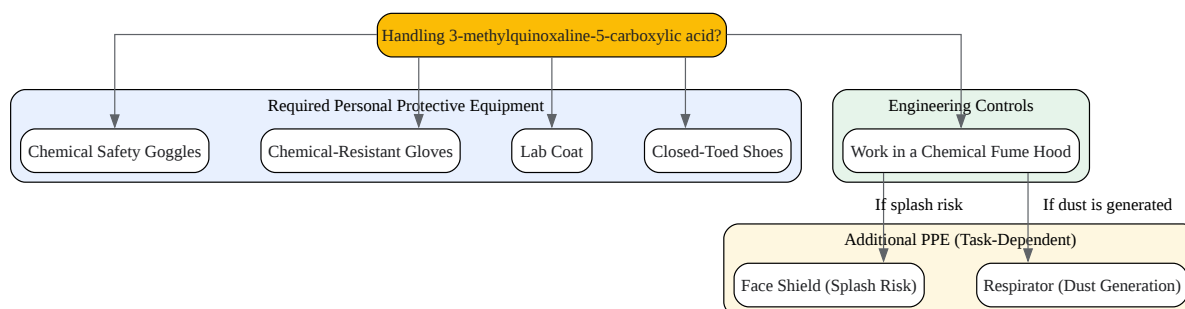 Handling 3-methylquinoxaline-5-carboxylic acid?
Required Personal Protective Equipment
Engineering Controls
Chemical Safety Goggles
Chemical-Resistant Gloves
Lab Coat
Closed-Toed Shoes
Work in a Chemical Fume Hood
If splash risk
If dust is generated
Additional PPE (Task-Dependent)
Face Shield (Splash Risk)
Respirator (Dust Generation)